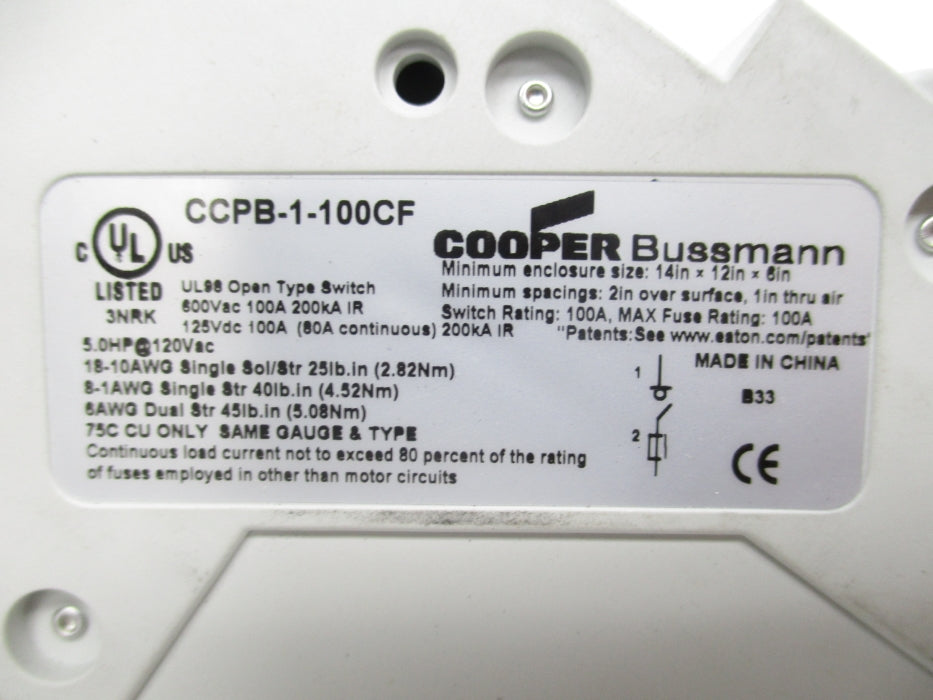 CCPB-1-100CF
C UL US
LISTED
3NRK
UL98 Open Type Switch
600Vac 100A 200kA IR
125Vdc 100A (80A continuous) 200kA IR
5.0HP@120Vac
18-10AWG Single Sol/Str 25lb.in (2.82Nm)
8-1AWG Single Str 40lb.in (4.52Nm)
6AWG Dual Str 45lb.in (5.08Nm)
75C CU ONLY SAME GAUGE & TYPE
Continuous load current not to exceed 80 percent of the rating
of fuses employed in other than motor circuits
COOPER Bussmann
Minimum enclosure size: 14in x 12in x 6in
Minimum spacings: 2in over surface, 1in thru air
Switch Rating: 100A, MAX Fuse Rating: 100A
"Patents:See www.eaton.com/patents"
MADE IN CHINA
1
B33
2
CE